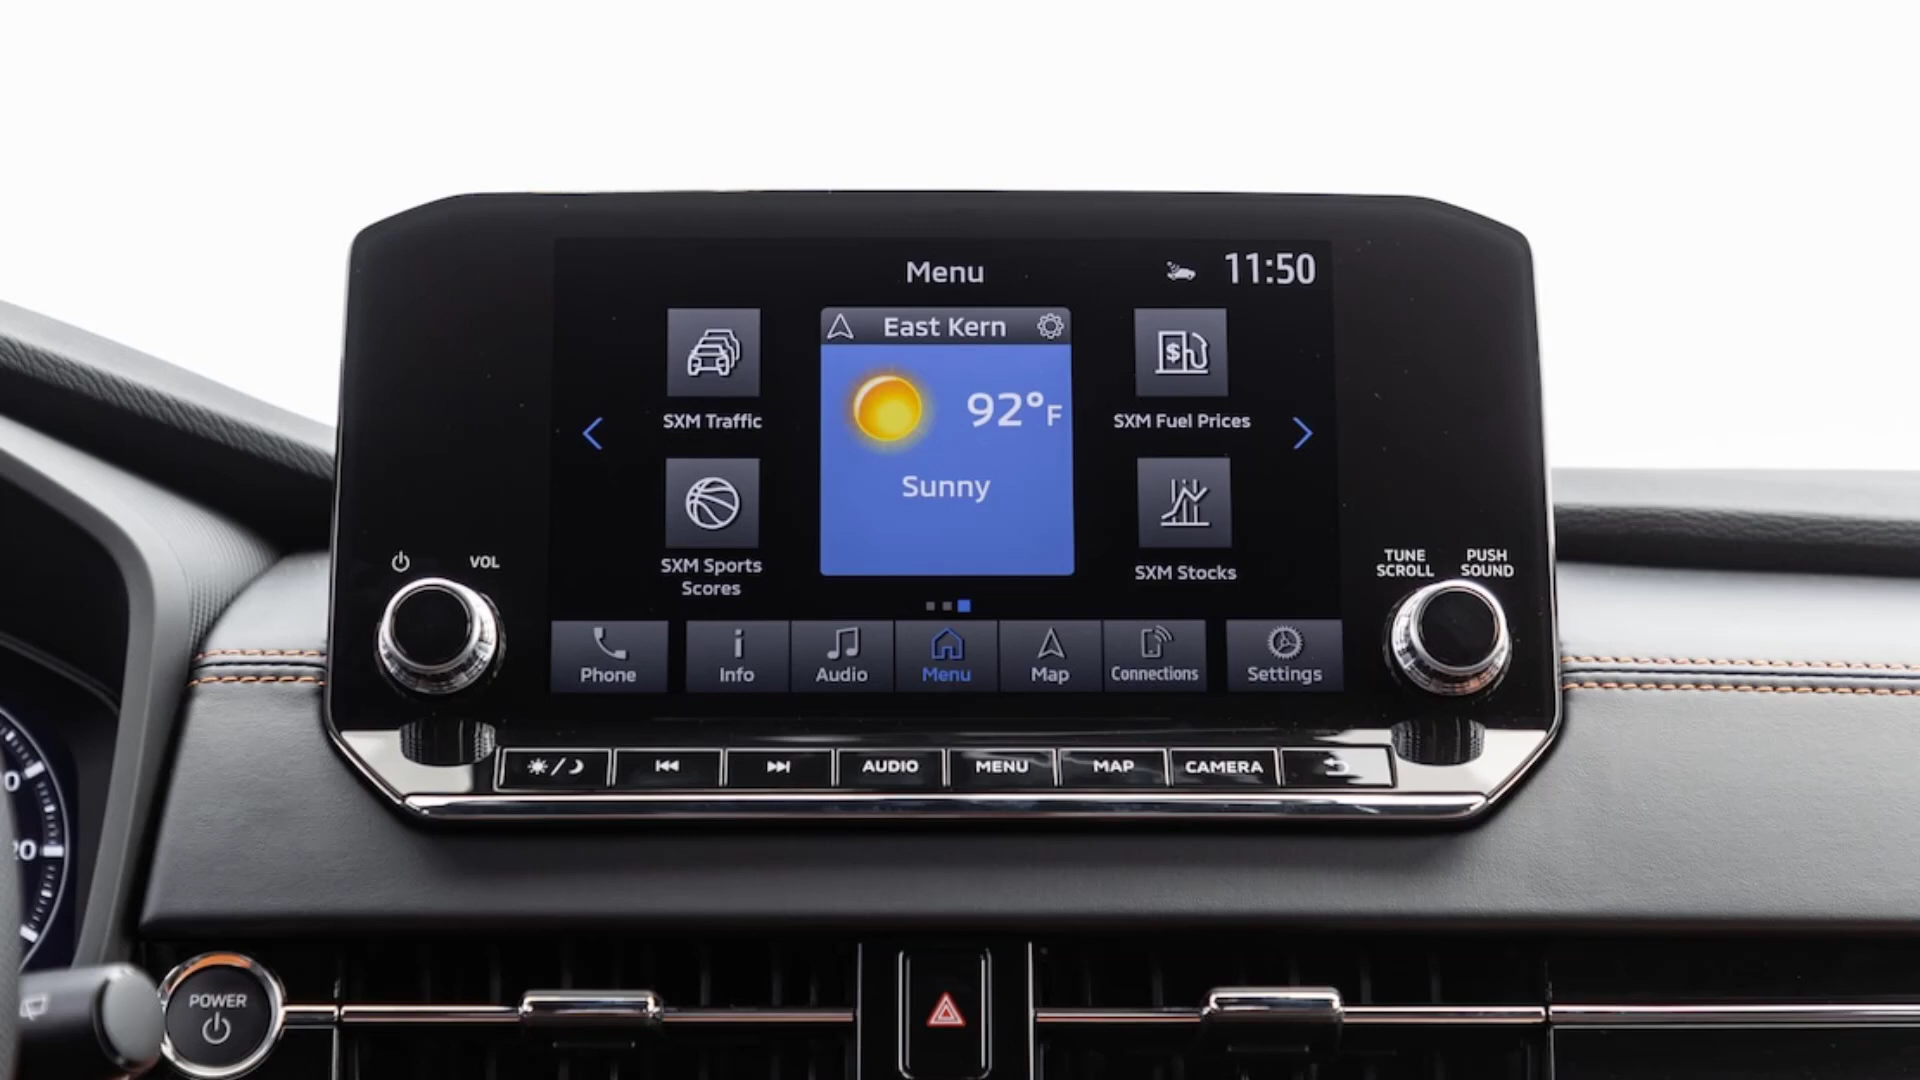 Menu
11:50
East Kern
92°F
Sunny
SXM Traffic
SXM Fuel Prices
SXM Sports
Scores
SXM Stocks
VOL
TUNE
SCROLL
PUSH
SOUND
Phone
Info
Audio
Menu
Map
Connections
Settings
AUDIO
MENU
MAP
CAMERA
POWER